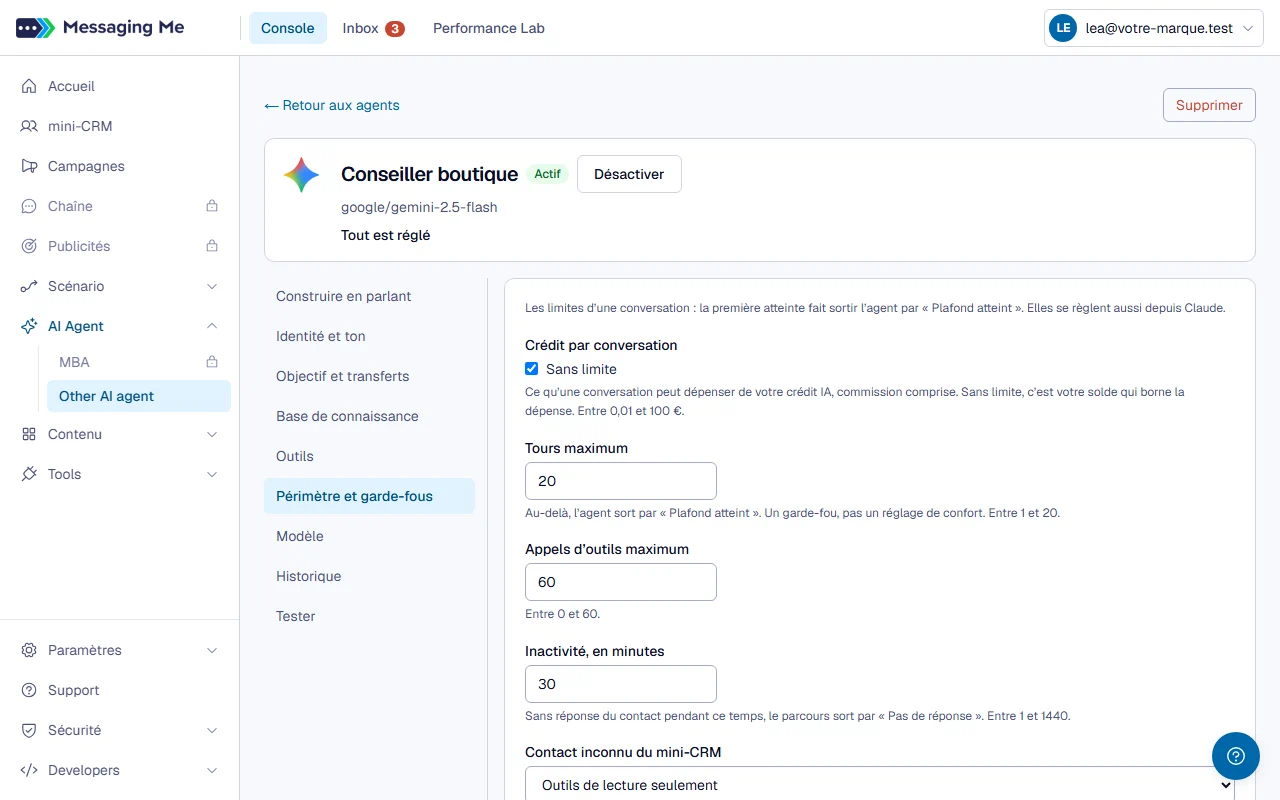 Messaging Me
Console
Inbox 3
Performance Lab
LE lea@votre-marque.test
Accueil
mini-CRM
Campagnes
Chaîne
Publicités
Scénario
AI Agent
MBA
Other AI agent
Contenu
Tools
Paramètres
Support
Sécurité
Developers
← Retour aux agents
Supprimer
Conseiller boutique Actif Désactiver
google/gemini-2.5-flash
Tout est réglé
Construire en parlant
Identité et ton
Objectif et transferts
Base de connaissance
Outils
Périmètre et garde-fous
Modèle
Historique
Tester
Les limites d’une conversation : la première atteinte fait sortir l’agent par « Plafond atteint ». Elles se règlent aussi depuis Claude.
Crédit par conversation
Sans limite
Ce qu’une conversation peut dépenser de votre crédit IA, commission comprise. Sans limite, c’est votre solde qui borne la
dépense. Entre 0,01 et 100 €.
Tours maximum
20
Au-delà, l’agent sort par « Plafond atteint ». Un garde-fou, pas un réglage de confort. Entre 1 et 20.
Appels d’outils maximum
60
Entre 0 et 60.
Inactivité, en minutes
30
Sans réponse du contact pendant ce temps, le parcours sort par « Pas de réponse ». Entre 1 et 1440.
Contact inconnu du mini-CRM
Outils de lecture seulement